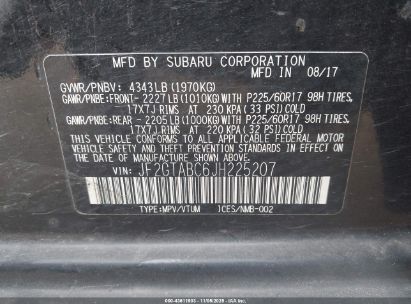 MFD BY SUBARU CORPORATION
MFD IN 08/17
GVWR/PNBV: 4343LB (1970KG)
GAWR/PNBE:FRONT- 2227LB(1010KG)WITH P225/60R17 98H TIRES,
17X7J RIMS AT 230 KPA (33 PSI)COLD
GAWR/PNBE:REAR - 2205LB(1000KG)WITH P225/60R17 98H TIRES,
17X7J RIMS AT 220 KPA (32 PSI)COLD
THIS VEHICLE CONFORMS TO ALL APPLICABLE FEDERAL
MOTOR VEHICLE SAFETY, BUMPER, AND THEFT PREVENTION
STANDARDS IN EFFECT ON THE DATE OF MANUFACTURE
SHOWN ABOVE.
VIN: JF2GTABC6JH225207
TYPE:MPV/VTUM ICES/NMB-002